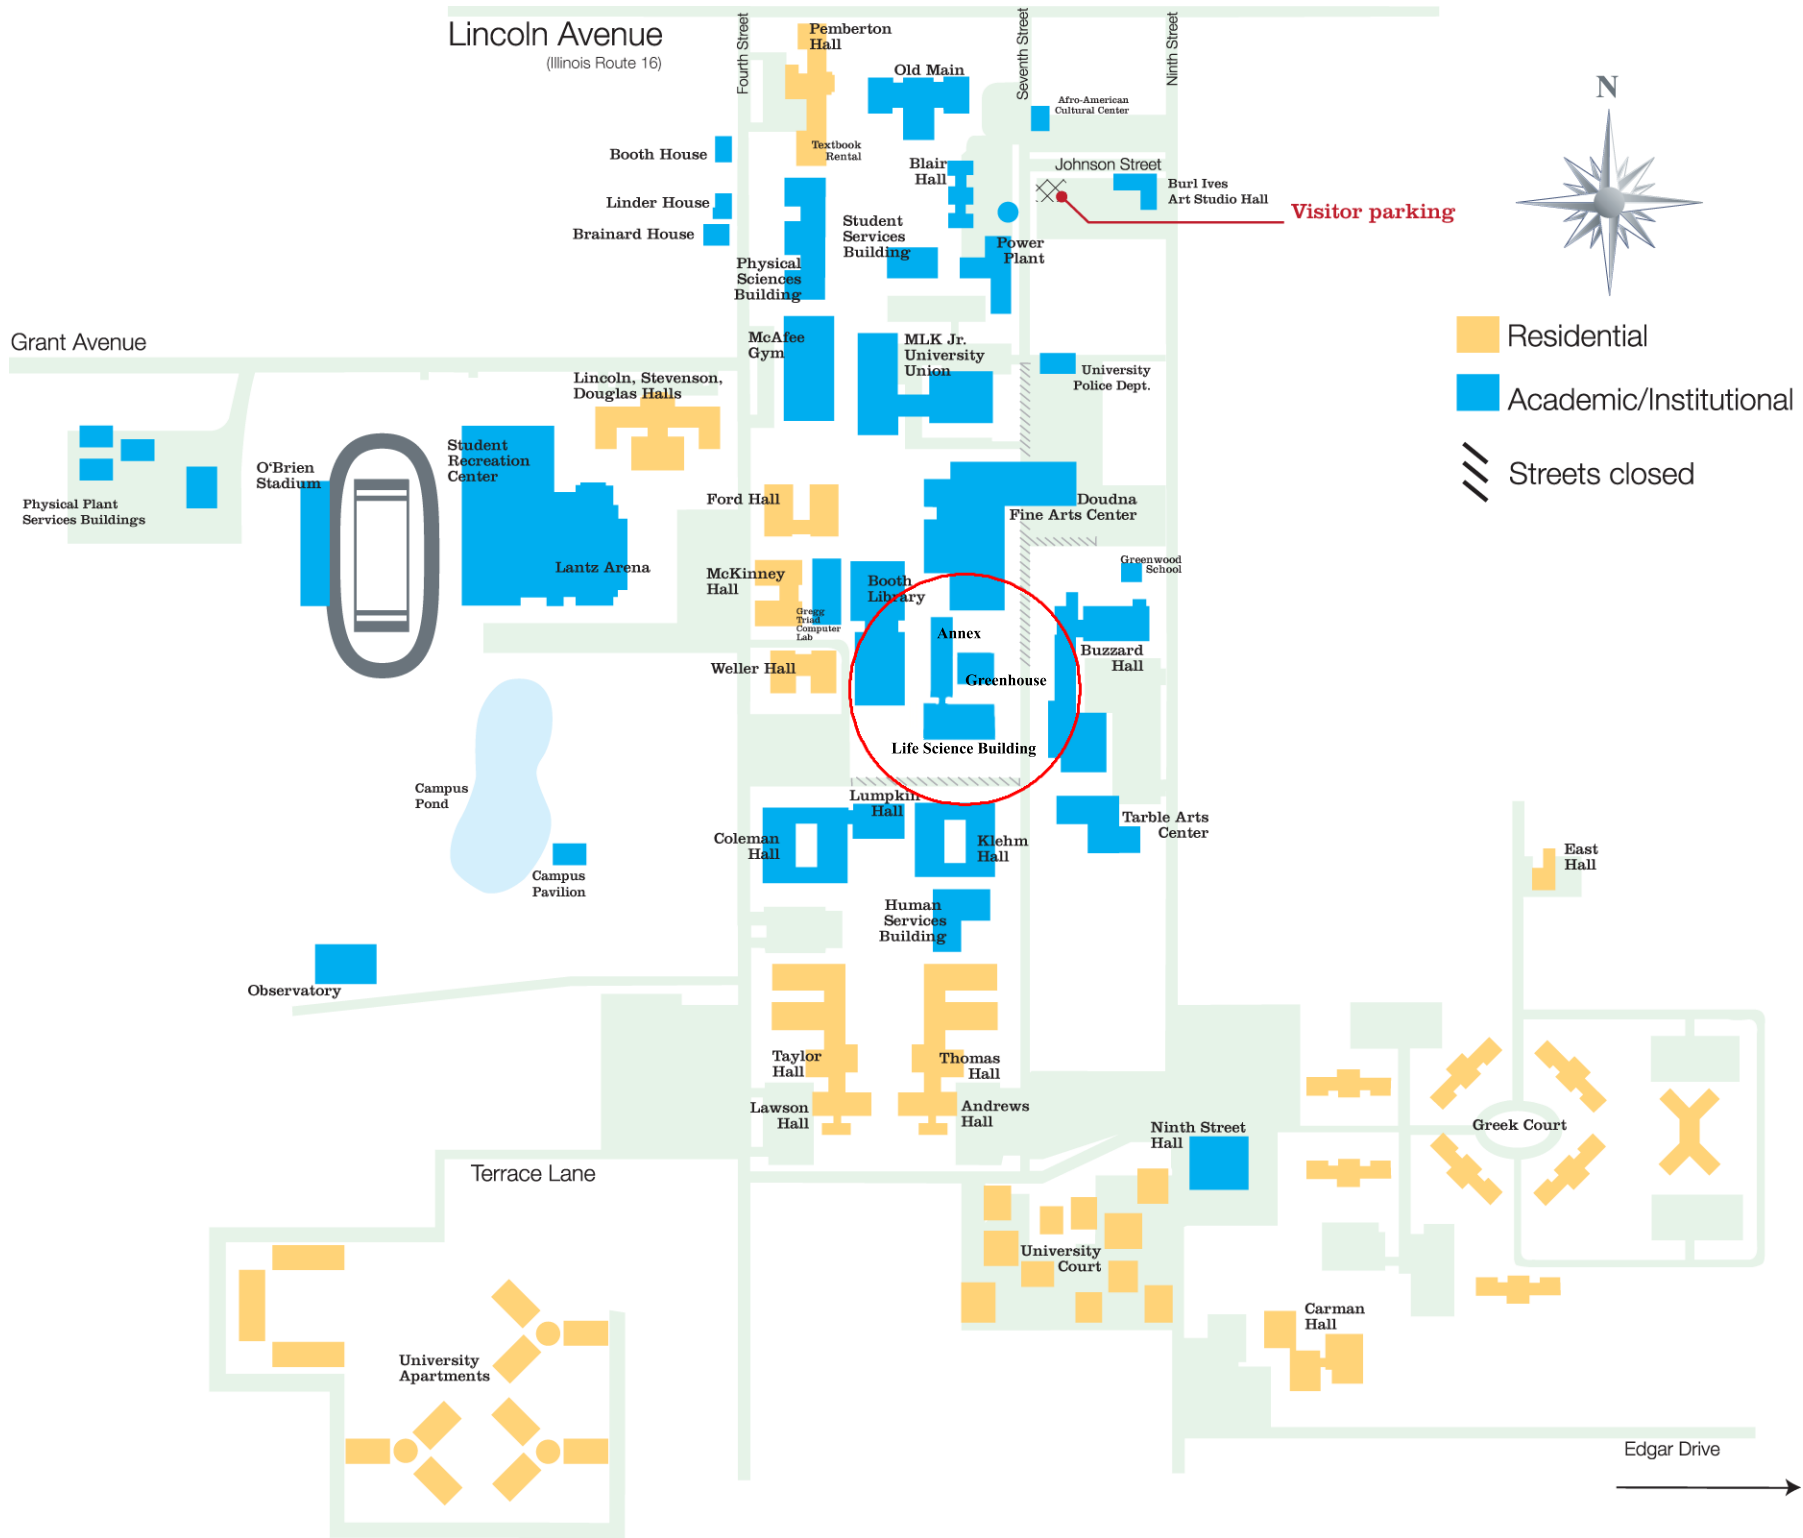 Lincoln Avenue
(Illinois Route 16)
Fourth Street
Seventh Street
Ninth Street
Pemberton
Hall
Old Main
Afro-American
Cultural Center
N
Booth House
Textbook
Rental
Blair
Hall
Johnson Street
Burl Ives
Art Studio Hall
Visitor parking
Linder House
Brainard House
Student
Services
Building
Power
Plant
Physical
Sciences
Building
Residential
Academic/Institutional
Streets closed
Grant Avenue
McAfee
Gym
MLK Jr.
University
Union
University
Police Dept.
Lincoln, Stevenson,
Douglas Halls
Student
Recreation
Center
O‘Brien
Stadium
Physical Plant
Services Buildings
Ford Hall
Doudna
Fine Arts Center
Lantz Arena
McKinney
Hall
Gregg
Triad
Computer
Lab
Booth
Library
Greenwood
School
Annex
Buzzard
Hall
Weller Hall
Greenhouse
Life Science Building
Campus
Pond
Lumpkin
Hall
Coleman
Hall
Klehm
Hall
Tarble Arts
Center
East
Hall
Campus
Pavilion
Human
Services
Building
Observatory
Taylor
Hall
Thomas
Hall
Lawson
Hall
Andrews
Hall
Ninth Street
Hall
Greek Court
Terrace Lane
University
Court
Carman
Hall
University
Apartments
Edgar Drive